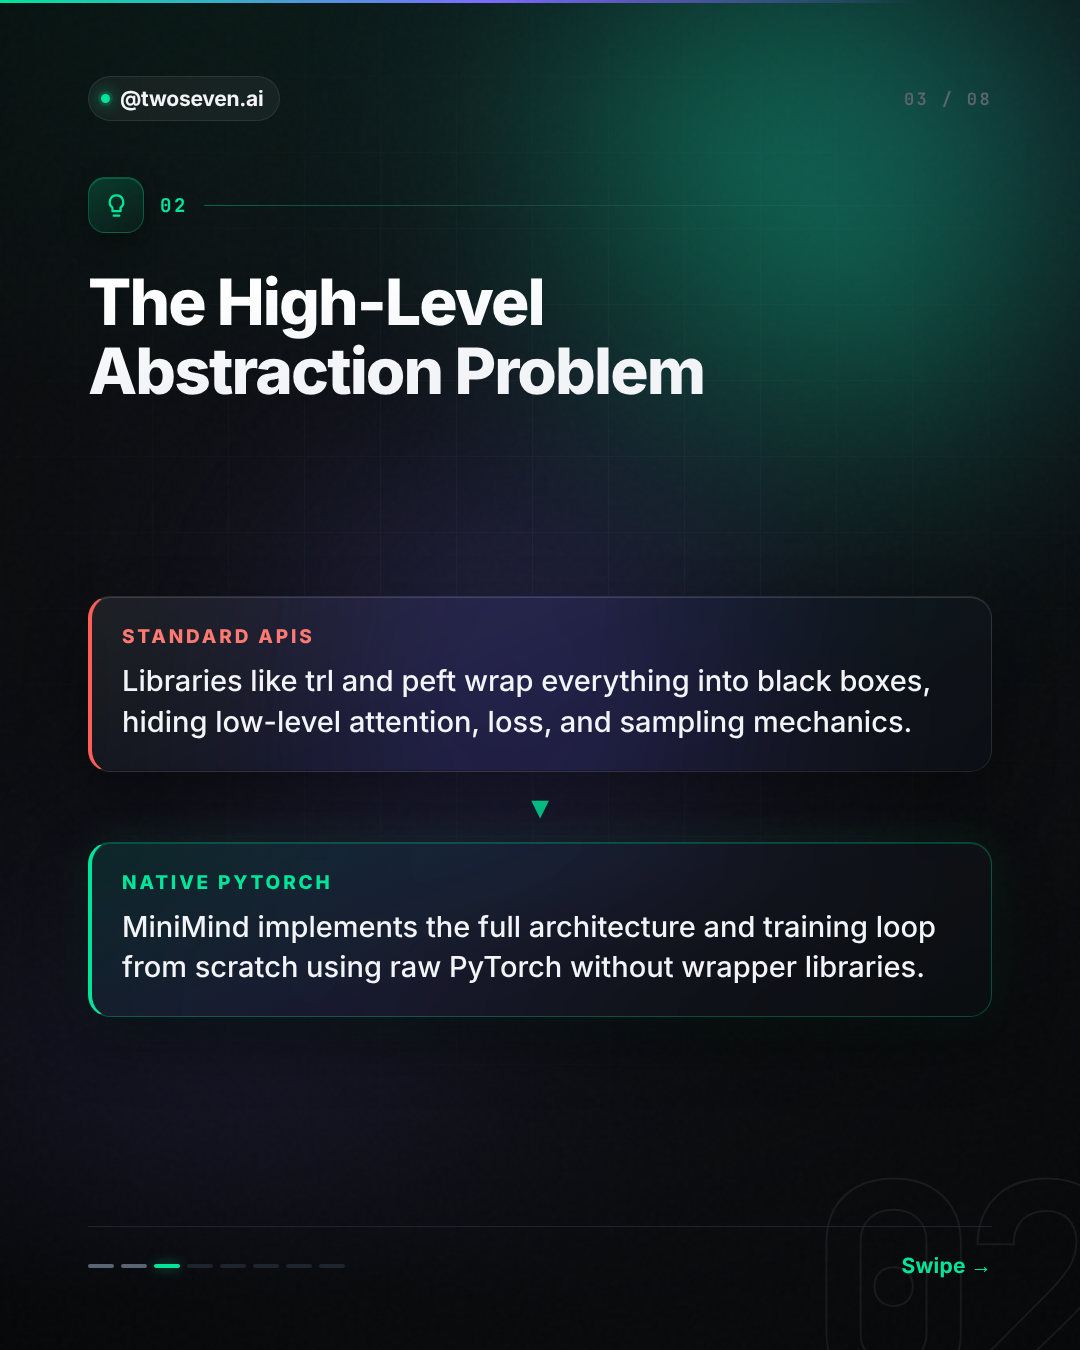 @twoseven.ai
03 / 08
02
The High-Level
Abstraction Problem
STANDARD APIS
Libraries like trl and peft wrap everything into black boxes,
hiding low-level attention, loss, and sampling mechanics.
▼
NATIVE PYTORCH
MiniMind implements the full architecture and training loop
from scratch using raw PyTorch without wrapper libraries.
Swipe →
02